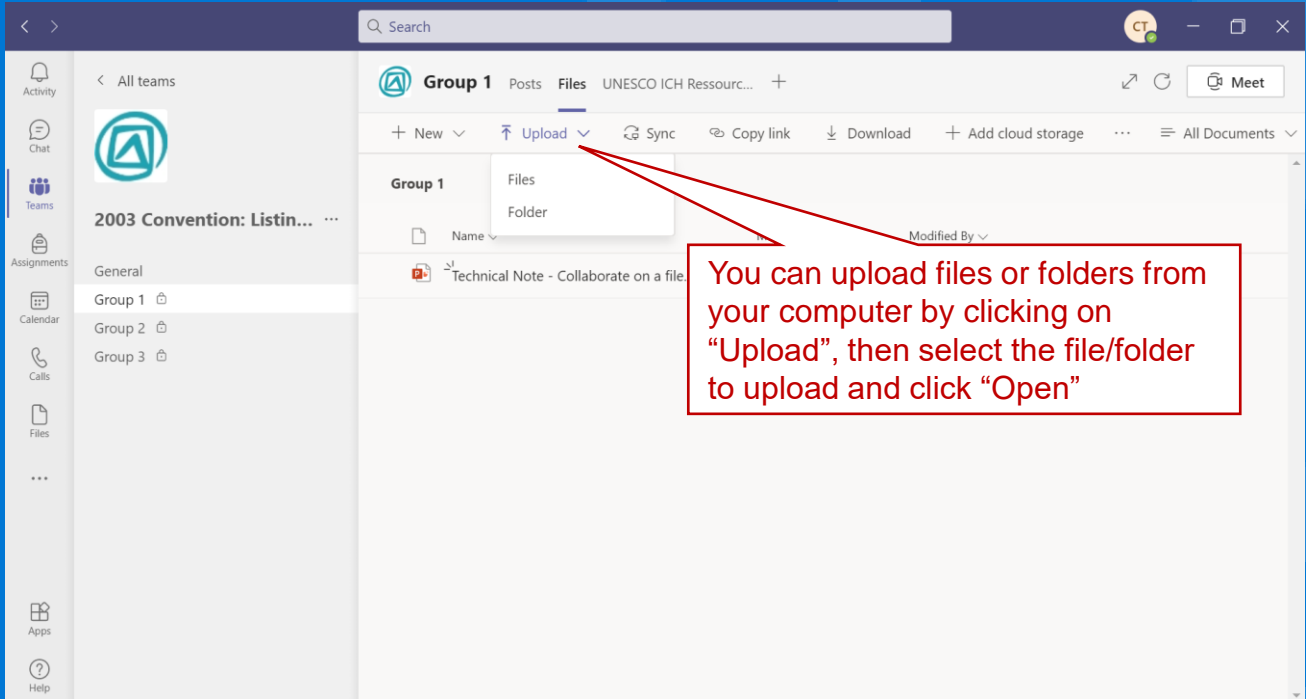 Search
CT
Activity
Chat
Teams
Assignments
Calendar
Calls
Files
Apps
Help
All teams
2003 Convention: Listin... ...
General
Group 1
Group 2
Group 3
Group 1 Posts Files UNESCO ICH Ressourc... +
Meet
+ New Upload Sync Copy link Download + Add cloud storage ... All Documents
Files
Folder
Group 1
Name Modified By
Technical Note - Collaborate on a file.
You can upload files or folders from
your computer by clicking on
“Upload”, then select the file/folder
to upload and click “Open”